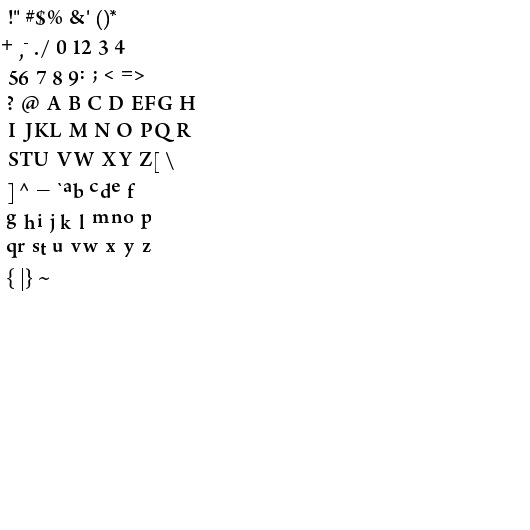 !" #$% &' ()*
+ ,- ./ 0 12 3 4
56 7 8 9: ; < =>
? @ A B C D EFG H
I JKL M N O PQR
STU VW XY Z[ \
] ^ _ `ab cde f
g hi j k l mno p
qr st u vw x y z
{ |} ~